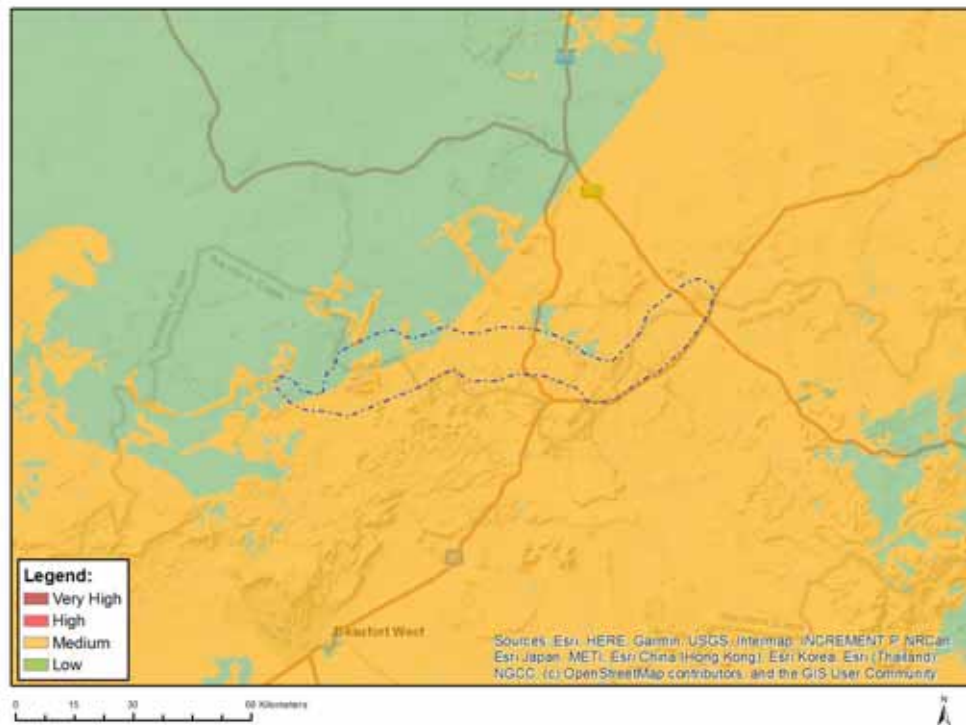 Legend:
Very High
High
Medium
Low
Beaufort West
Sources: Esri, HERE, Garmin, USGS, Intermap, INCREMENT P, NRCan,
Esri Japan, METI, Esri China (Hong Kong), Esri Korea, Esri (Thailand),
NGCC, (c) OpenStreetMap contributors, and the GIS User Community
0 15 30 60 Kilometers
N